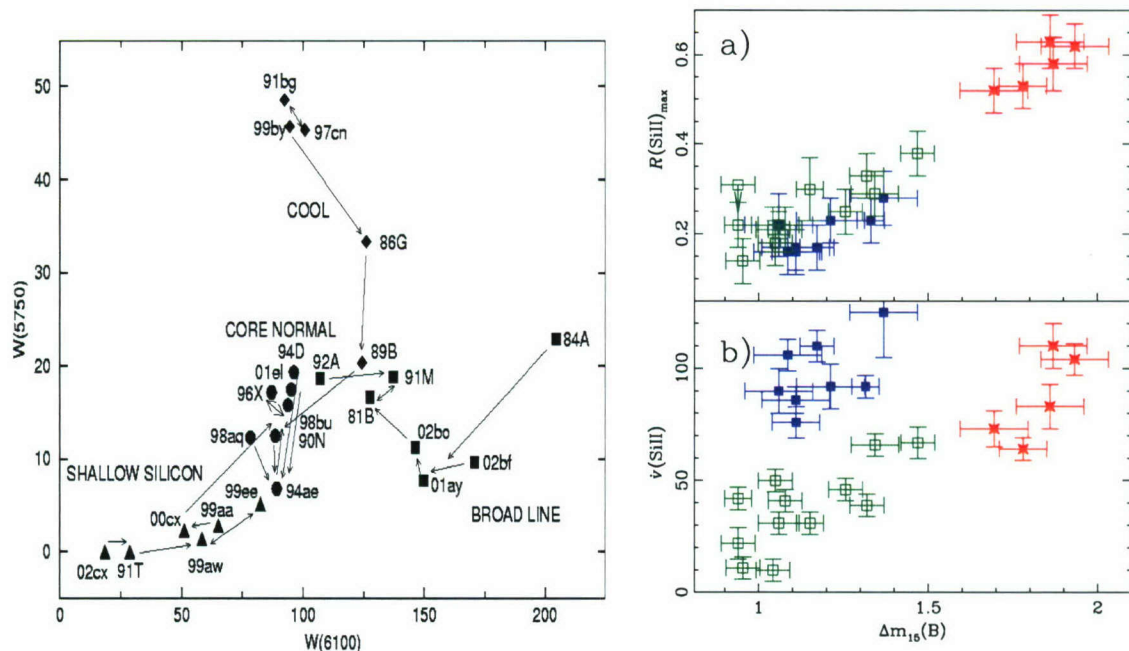 91bg
99by
97cn
COOL
86G
CORE NORMAL
94D
89B
84A
01el
92A
91M
96X
81B
98bu
90N
98aq
02bo
02bf
SHALLOW SILICON
01ay
99ee
94ae
BROAD LINE
00cx
99aa
02cx
91T
99aw
0
10
20
30
40
50
W(5750)
0
50
100
150
200
W(6100)
a)
0.2
0.4
0.6
R(SiII)max
b)
0
50
100
v̇(SiII)
1
1.5
2
Δm15(B)